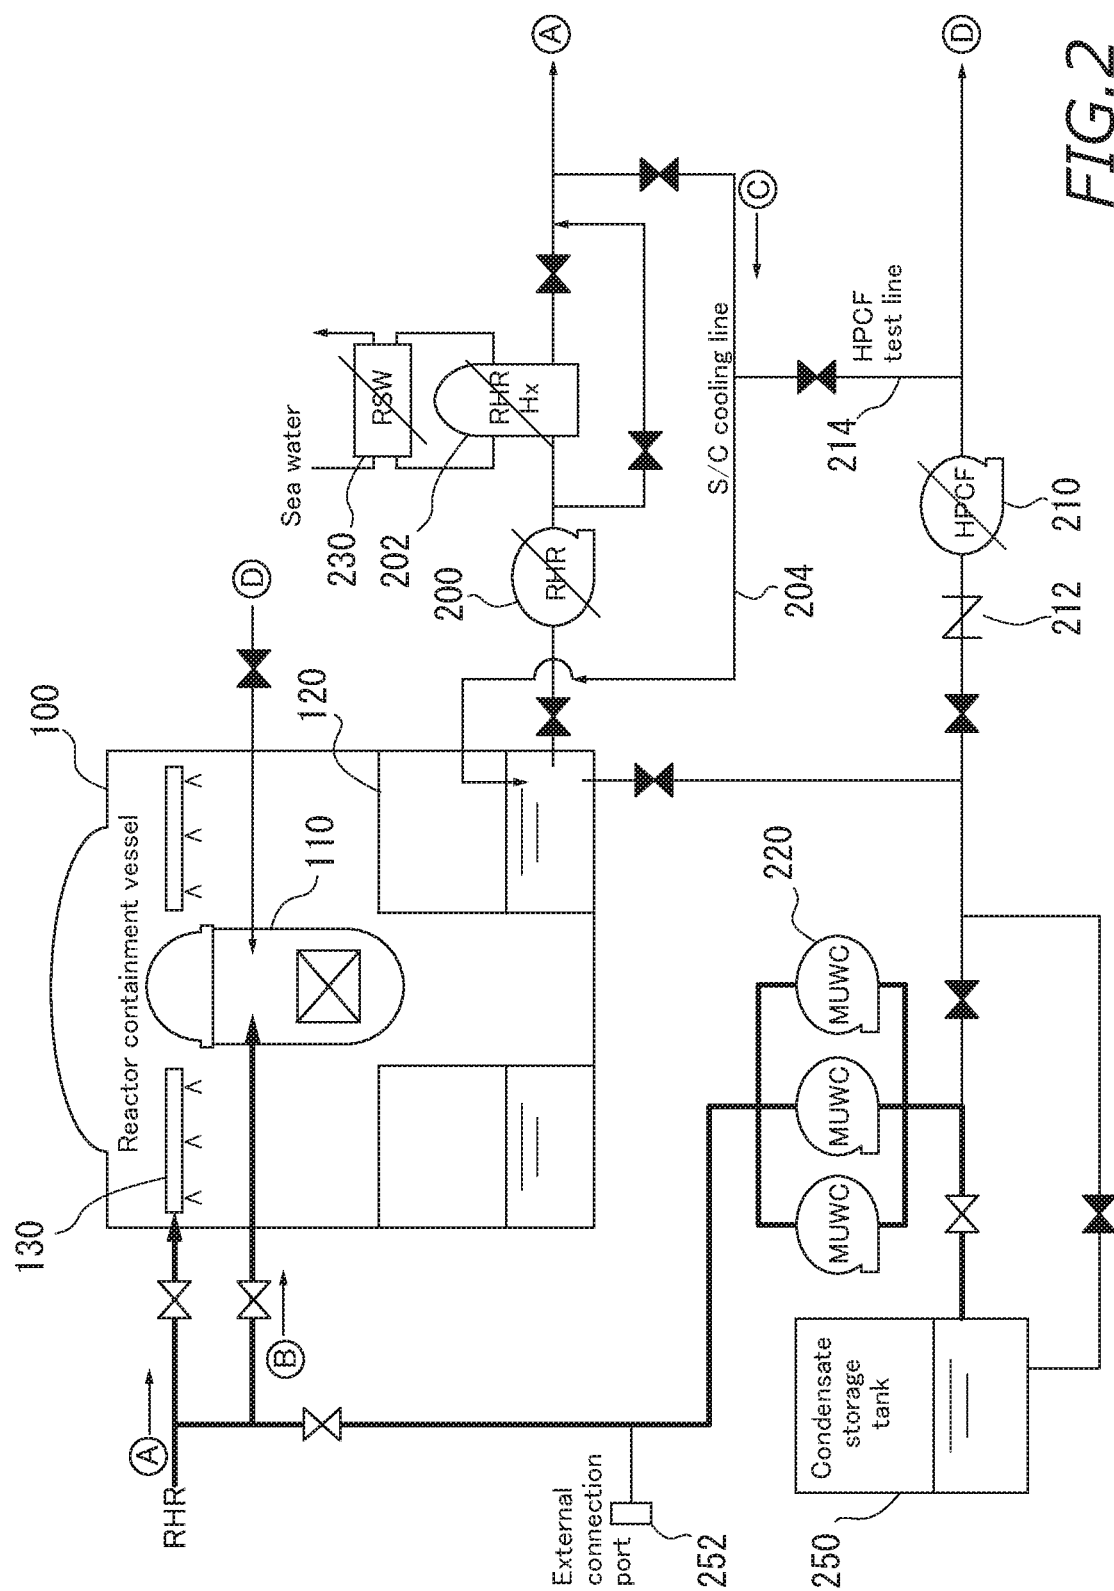 FIG.2
100
Reactor containment vessel
130
110
120
A
RHR
B
D
Sea water
230
RSW
202
RHR
Hx
200
RHR
A
C
S/C cooling line
204
HPCF
test line
214
D
HPCF
210
212
220
MUWC
MUWC
MUWC
External
connection
port
252
Condensate
storage
tank
250